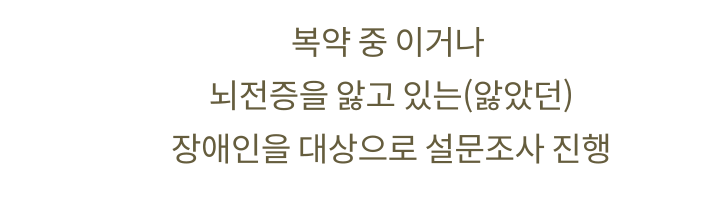 복약 중 이거나
뇌전증을 앓고 있는(앓았던)
장애인을 대상으로 설문조사 진행